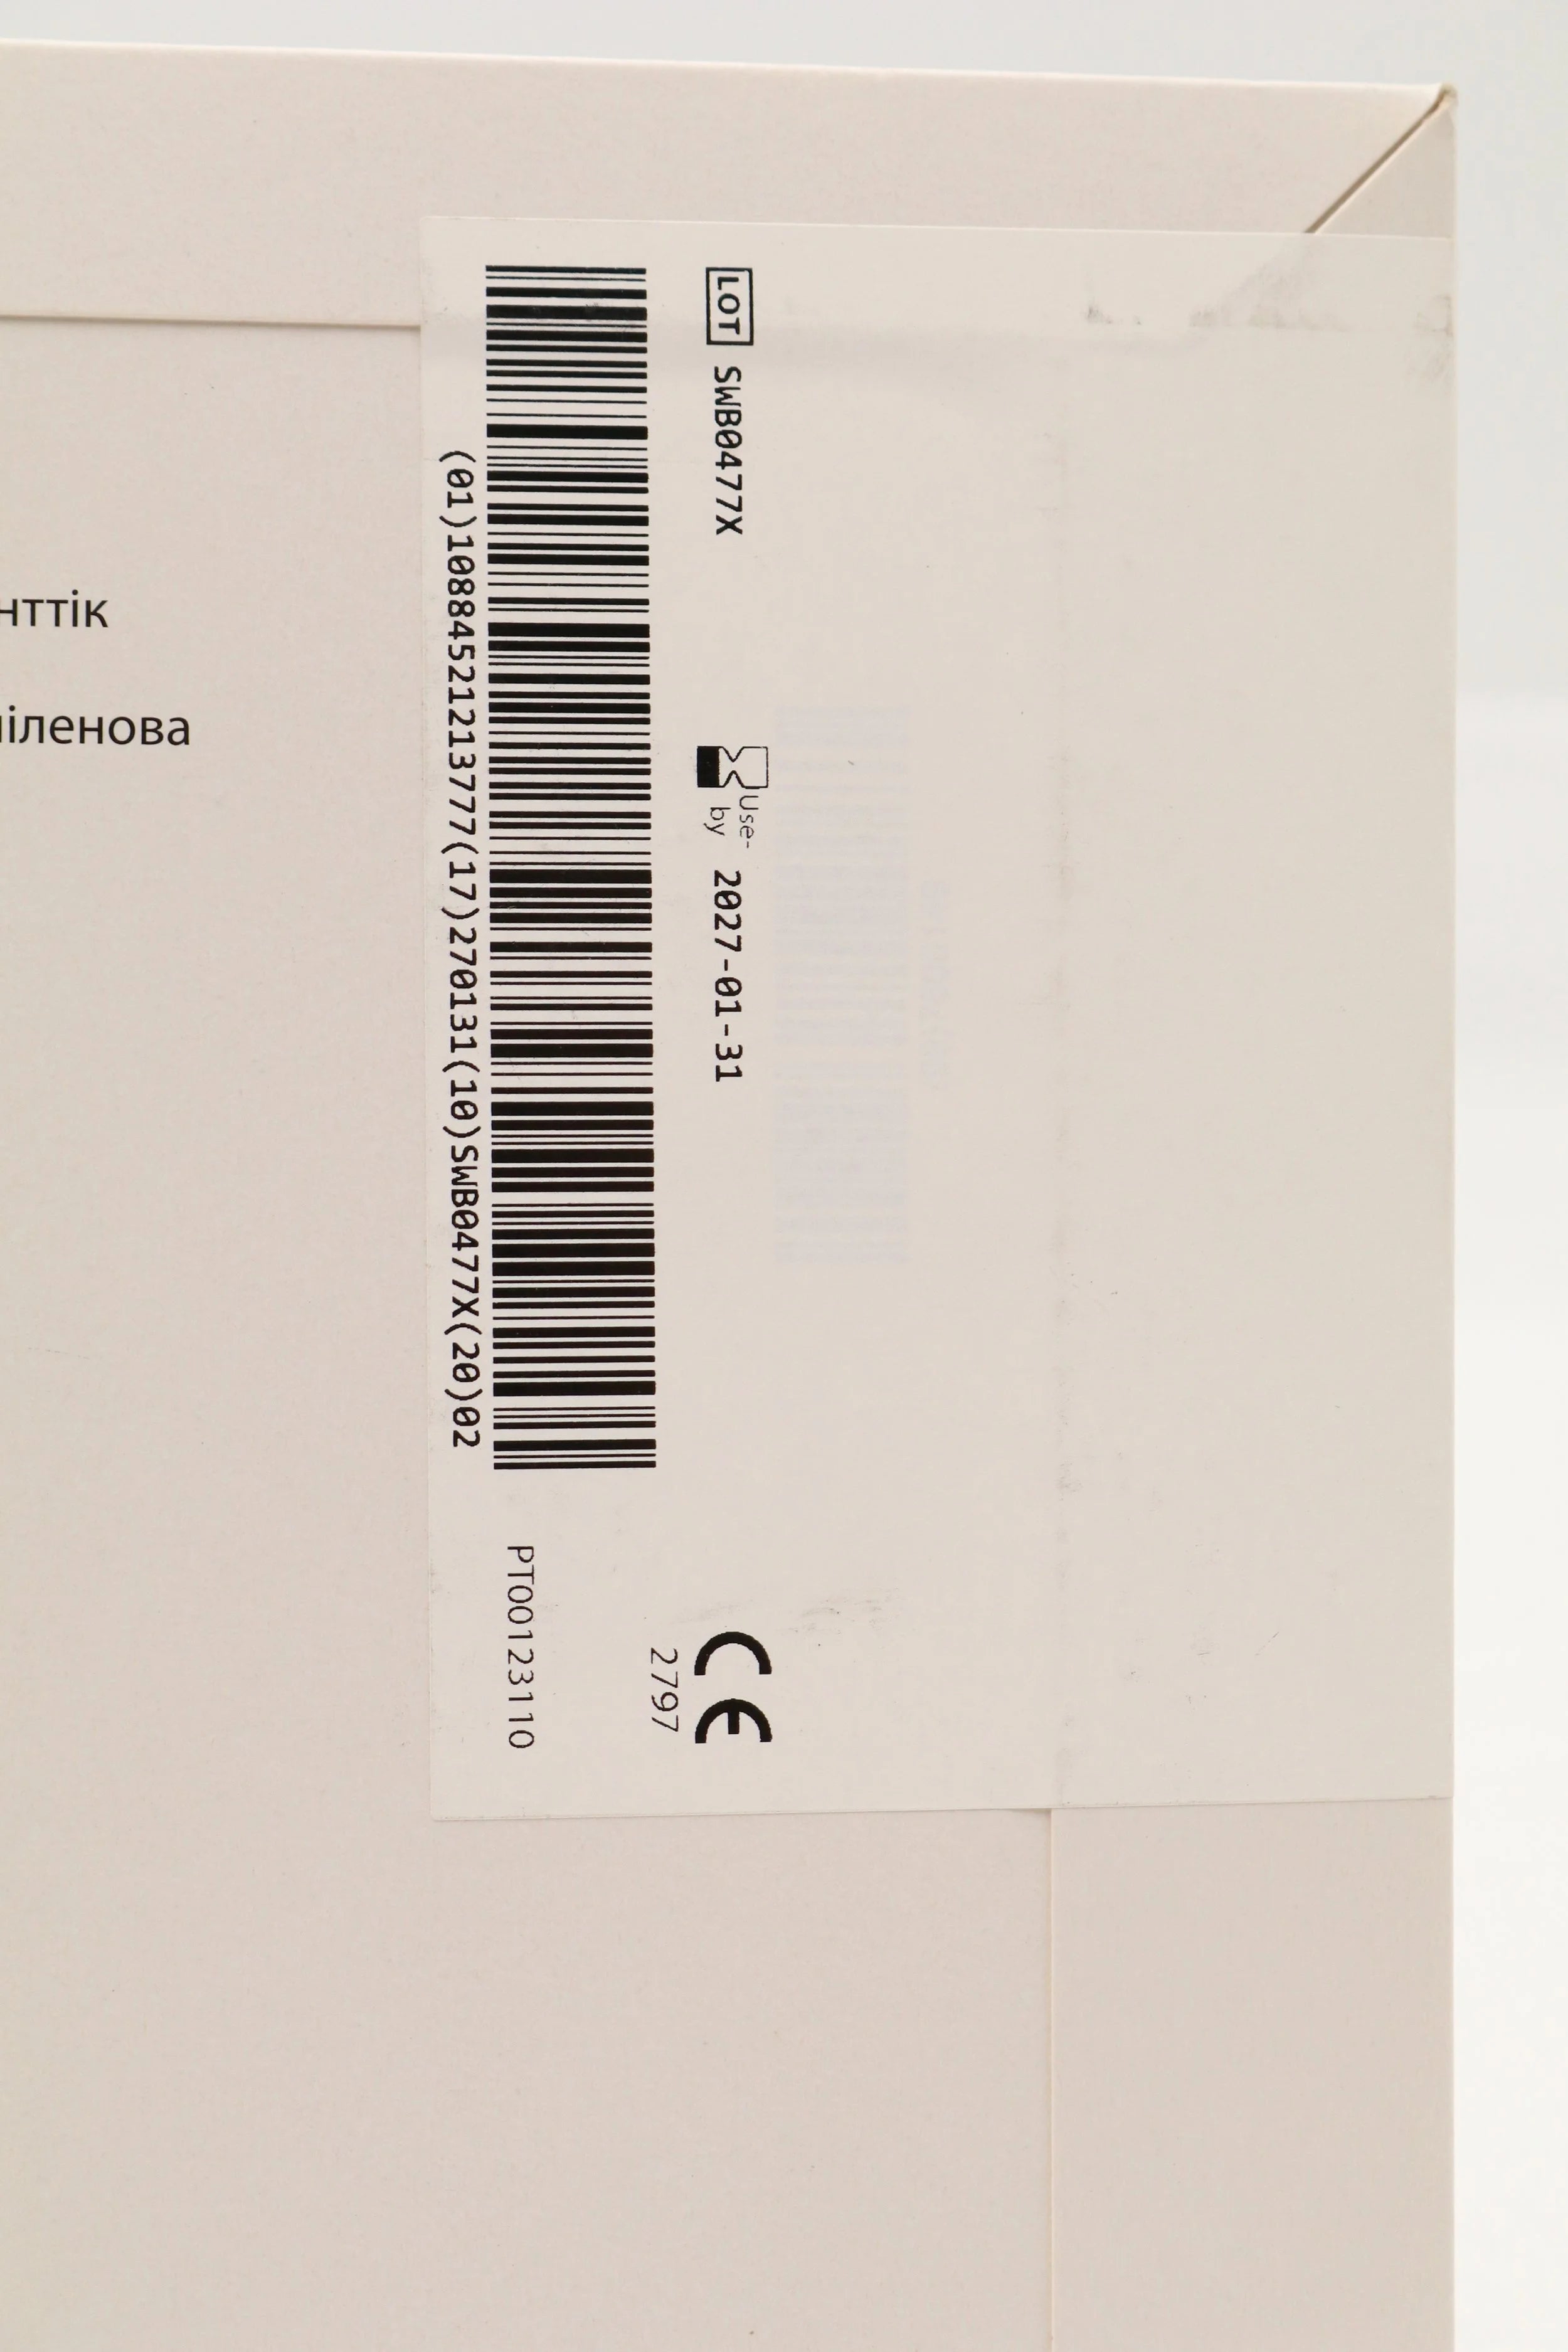 нттік
іленова
LOT SWB0477X
Use-
by 2027-01-31
(01)10884521213777(17)270131(10)SWB0477X(20)02
CE
2797
PT00123110